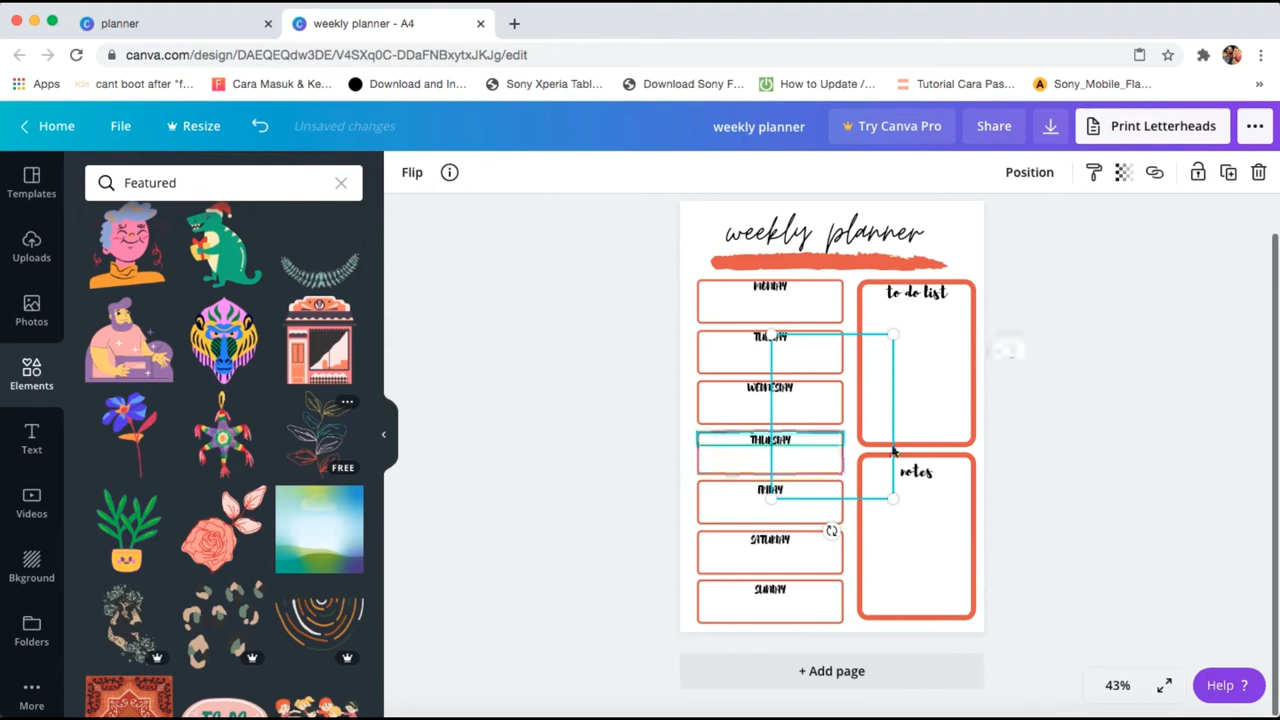 planner
weekly planner - A4
canva.com/design/DAEQEQdw3DE/V4SXq0C-DDaFNBxytxJKJg/edit
Apps
cant boot after "f...
Cara Masuk & Ke...
Download and In...
Sony Xperia Tabl...
Download Sony F...
How to Update /...
Tutorial Cara Pas...
Sony_Mobile_Fla...
Home
File
Resize
Unsaved changes
weekly planner
Try Canva Pro
Share
Print Letterheads
Templates
Uploads
Photos
Elements
Text
Videos
Bkground
Folders
More
Featured
FREE
Flip
Position
weekly planner
MONDAY
TUESDAY
WEDNESDAY
THURSDAY
FRIDAY
SATURDAY
SUNDAY
to do list
notes
+ Add page
43%
Help ?